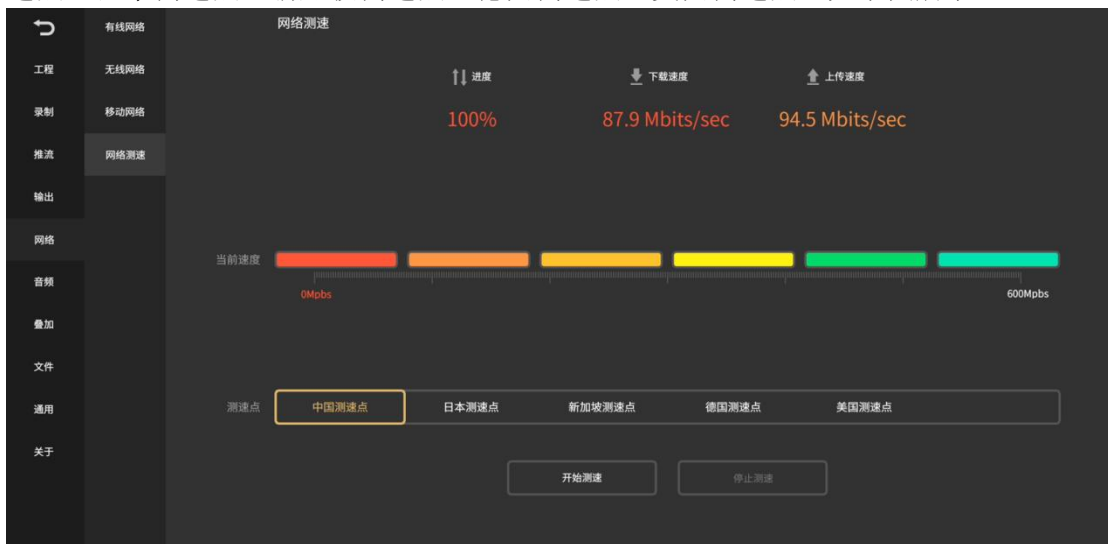 网络测速
有线网络
工程
无线网络
进度
下载速度
上传速度
录制
移动网络
100%
87.9 Mbits/sec
94.5 Mbits/sec
推流
网络测速
输出
网络
当前速度
音频
0Mpbs
600Mpbs
叠加
文件
通用
测速点
中国测速点
日本测速点
新加坡测速点
德国测速点
美国测速点
关于
开始测速
停止测速